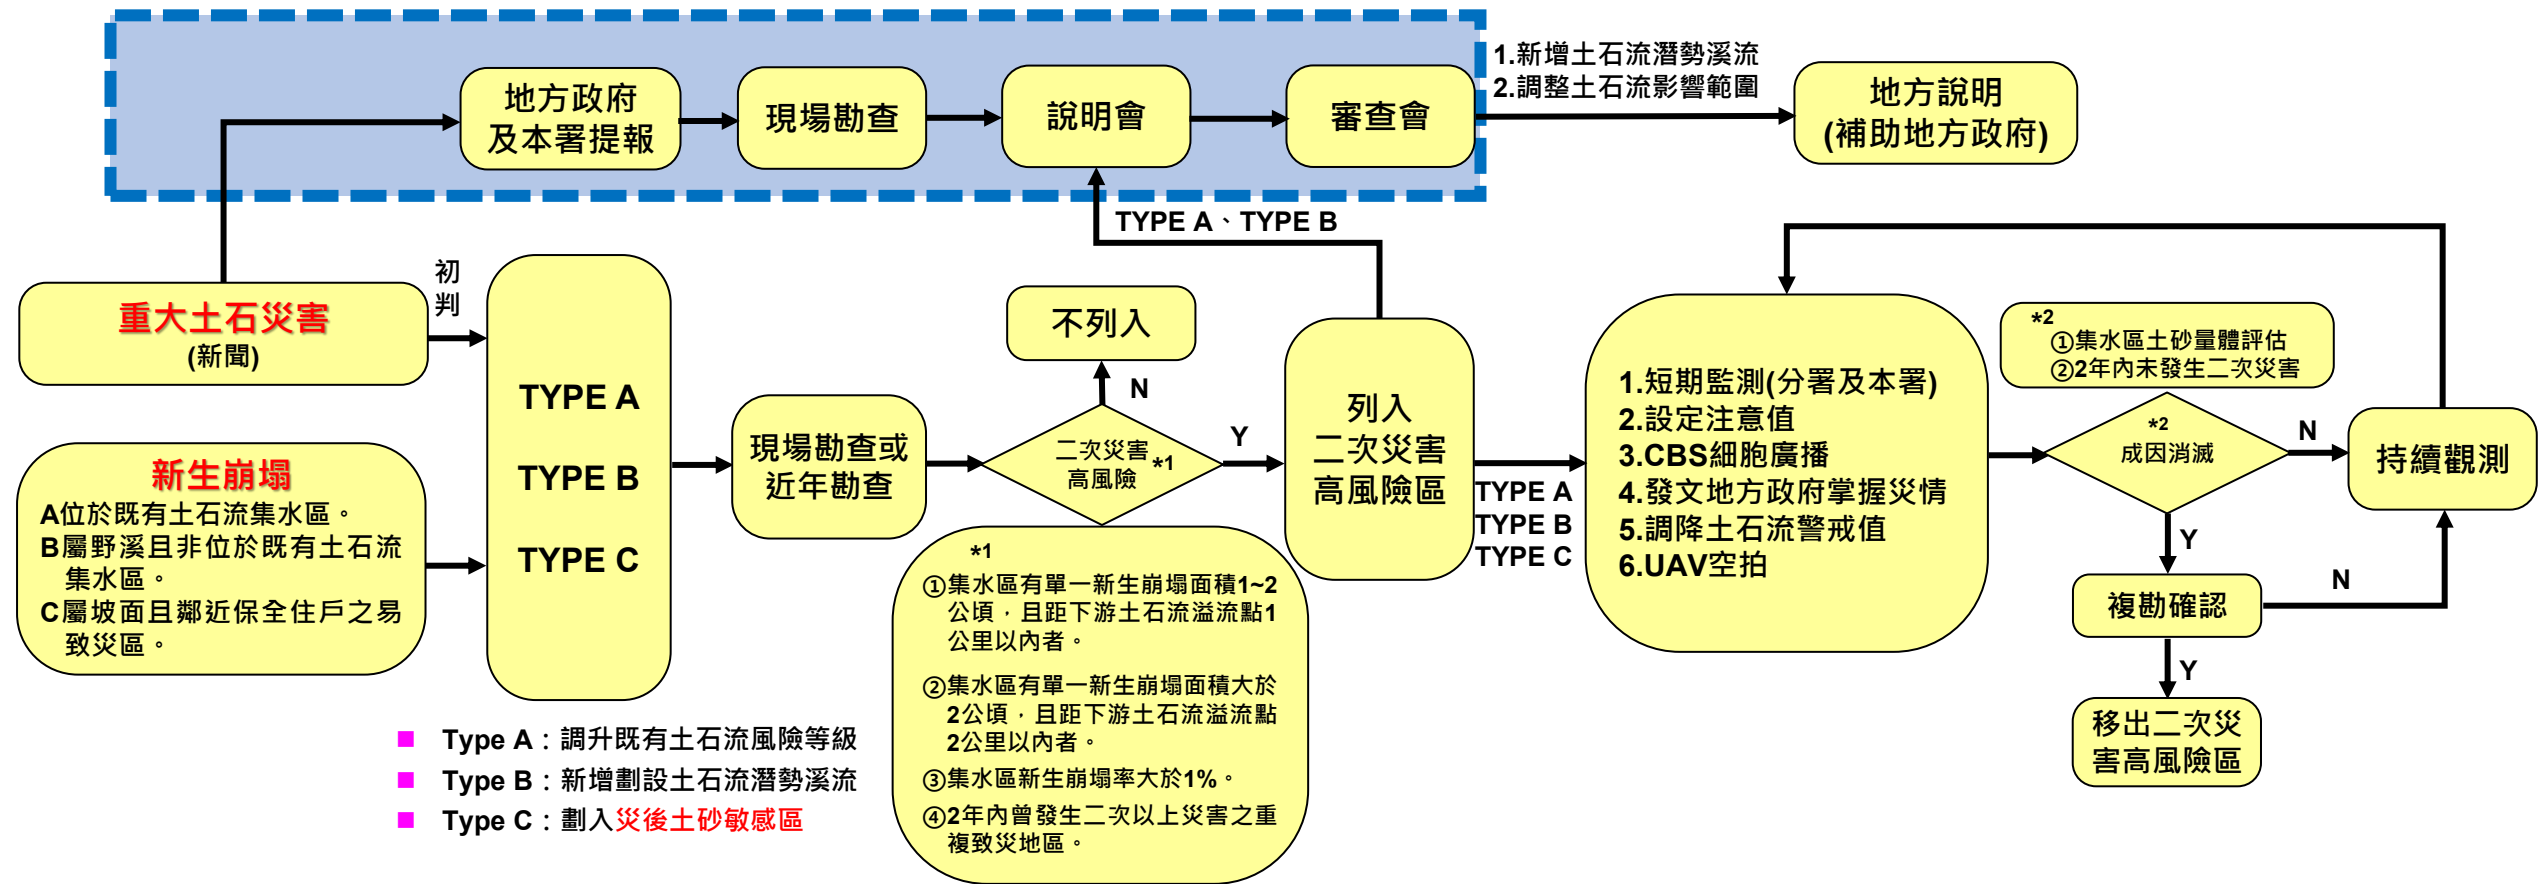 地方政府
及本署提報
現場勘查
說明會
審查會
1.新增土石流潛勢溪流
2.調整土石流影響範圍
地方說明
(補助地方政府)
TYPE A、TYPE B
重大土石災害
(新聞)
初
判
新生崩塌
A位於既有土石流集水區。
B屬野溪且非位於既有土石流
集水區。
C屬坡面且鄰近保全住戶之易
致災區。
TYPE A
TYPE B
TYPE C
現場勘查或
近年勘查
不列入
N
二次災害
高風險
*1
Y
列入
二次災害
高風險區
TYPE A
TYPE B
TYPE C
1.短期監測(分署及本署)
2.設定注意值
3.CBS細胞廣播
4.發文地方政府掌握災情
5.調降土石流警戒值
6.UAV空拍
*2
①集水區土砂量體評估
②2年內未發生二次災害
*2
成因消滅
N
持續觀測
Y
複勘確認
N
Y
移出二次災
害高風險區
*1
①集水區有單一新生崩塌面積1~2
公頃，且距下游土石流溢流點1
公里以內者。
②集水區有單一新生崩塌面積大於
2公頃，且距下游土石流溢流點
2公里以內者。
③集水區新生崩塌率大於1%。
④2年內曾發生二次以上災害之重
複致災地區。
Type A：調升既有土石流風險等級
Type B：新增劃設土石流潛勢溪流
Type C：劃入災後土砂敏感區